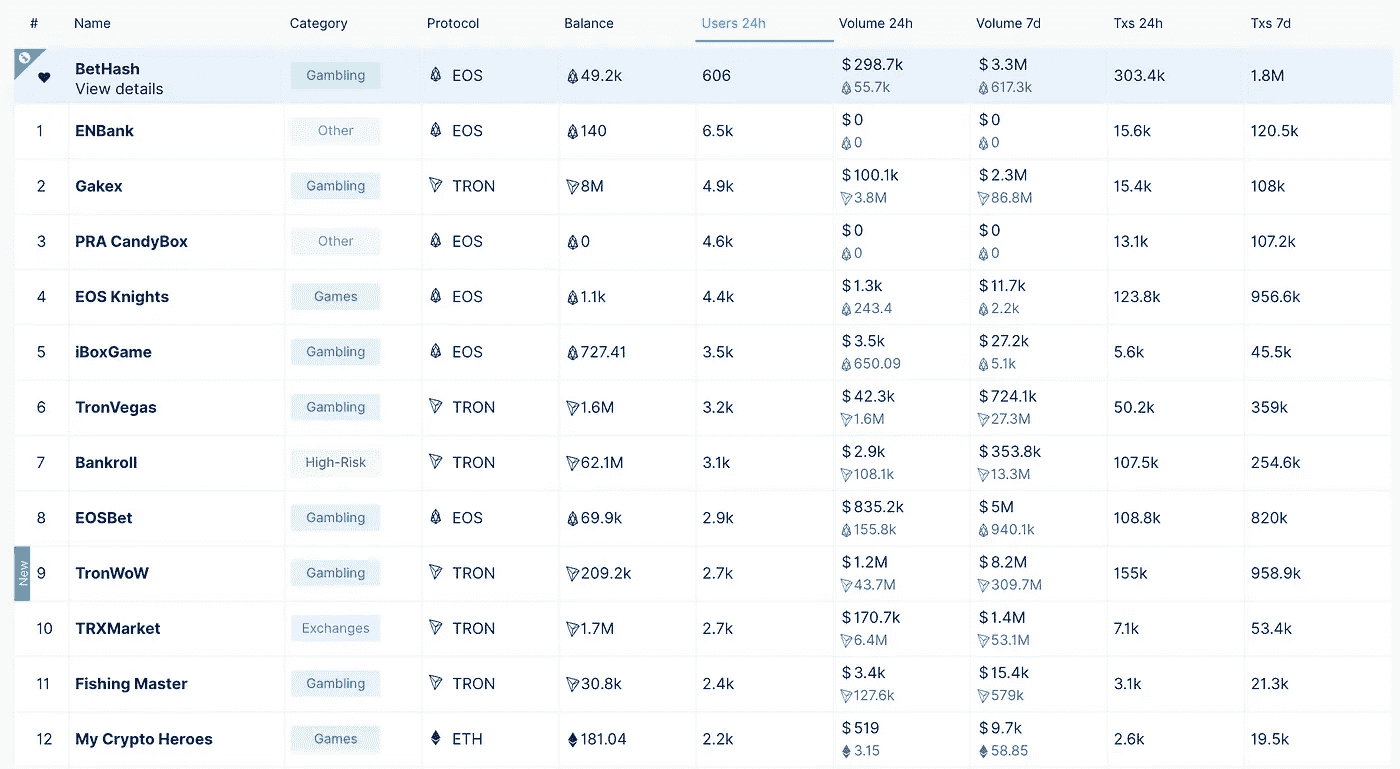 # Name Category Protocol Balance Users 24h Volume 24h Volume 7d Txs 24h Txs 7d
BetHash Gambling EOS 49.2k 606 $298.7k $3.3M 303.4k 1.8M
View details 55.7k 617.3k
1 ENBank Other EOS 140 6.5k $0 $0 15.6k 120.5k
0 0
2 Gakex Gambling TRON 8M 4.9k $100.1k $2.3M 15.4k 108k
3.8M 86.8M
3 PRA CandyBox Other EOS 0 4.6k $0 $0 13.1k 107.2k
0 0
4 EOS Knights Games EOS 1.1k 4.4k $1.3k $11.7k 123.8k 956.6k
243.4 2.2k
5 iBoxGame Gambling EOS 727.41 3.5k $3.5k $27.2k 5.6k 45.5k
650.09 5.1k
6 TronVegas Gambling TRON 1.6M 3.2k $42.3k $724.1k 50.2k 359k
1.6M 27.3M
7 Bankroll High-Risk TRON 62.1M 3.1k $2.9k $353.8k 107.5k 254.6k
108.1k 13.3M
8 EOSBet Gambling EOS 69.9k 2.9k $835.2k $5M 108.8k 820k
155.8k 940.1k
New 9 TronWoW Gambling TRON 209.2k 2.7k $1.2M $8.2M 155k 958.9k
43.7M 309.7M
10 TRXMarket Exchanges TRON 1.7M 2.7k $170.7k $1.4M 7.1k 53.4k
6.4M 53.1M
11 Fishing Master Gambling TRON 30.8k 2.4k $3.4k $15.4k 3.1k 21.3k
127.6k 579k
12 My Crypto Heroes Games ETH 181.04 2.2k $519 $9.7k 2.6k 19.5k
3.15 58.85